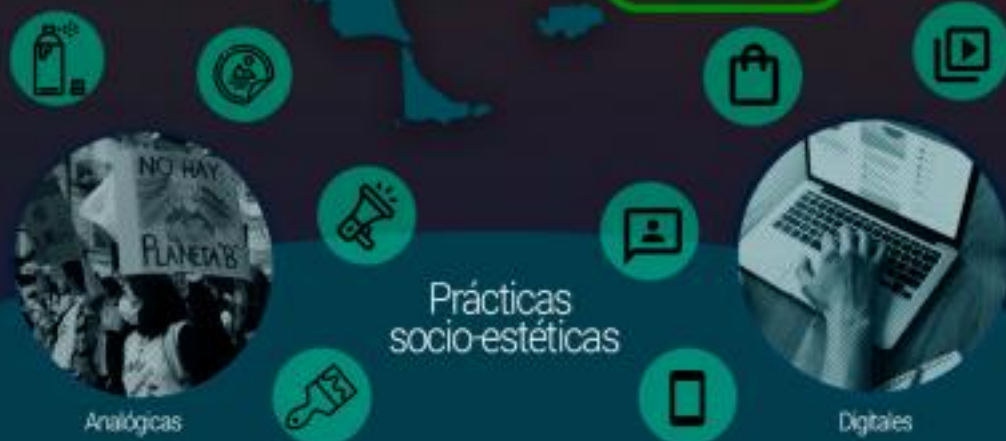 NO HAY
PLANETA "B"
Prácticas
socio-estéticas
Analógicas
Digitales